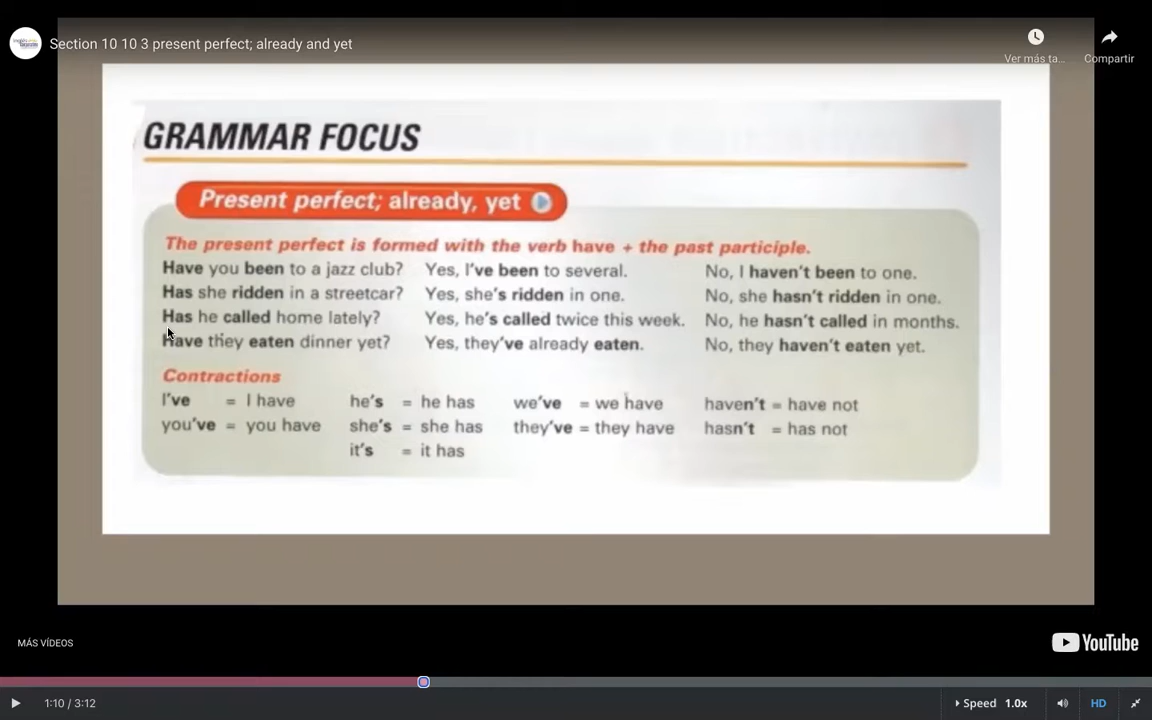 Section 10 10 3 present perfect; already and yet
Ver más ta...
Compartir
GRAMMAR FOCUS
Present perfect; already, yet
The present perfect is formed with the verb have + the past participle.
Have you been to a jazz club? Yes, I've been to several. No, I haven't been to one.
Has she ridden in a streetcar? Yes, she's ridden in one. No, she hasn't ridden in one.
Has he called home lately? Yes, he's called twice this week. No, he hasn't called in months.
Have they eaten dinner yet? Yes, they've already eaten. No, they haven't eaten yet.
Contractions
I've = I have he's = he has we've = we have haven't = have not
you've = you have she's = she has they've = they have hasn't = has not
it's = it has
MÁS VÍDEOS
YouTube
1:10 / 3:12
Speed 1.0x
HD